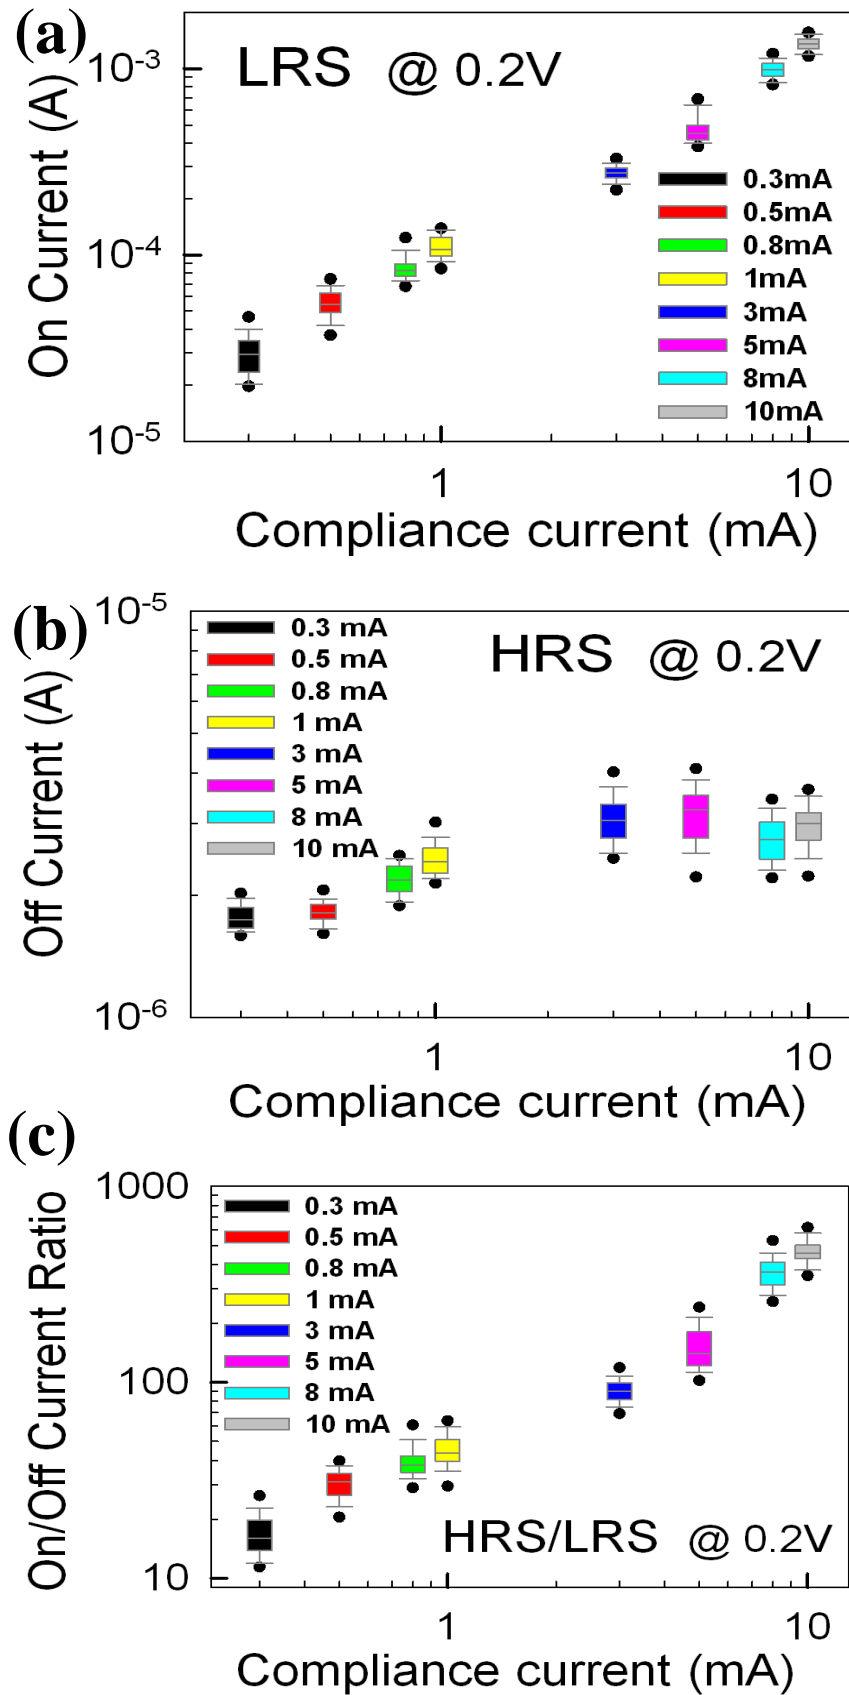 (a)
LRS @ 0.2V
On Current (A)
10-3
10-4
10-5
0.3mA
0.5mA
0.8mA
1mA
3mA
5mA
8mA
10mA
1 10
Compliance current (mA)
(b)
HRS @ 0.2V
Off Current (A)
10-5
10-6
0.3 mA
0.5 mA
0.8 mA
1 mA
3 mA
5 mA
8 mA
10 mA
1 10
Compliance current (mA)
(c)
On/Off Current Ratio
1000
100
10
0.3 mA
0.5 mA
0.8 mA
1 mA
3 mA
5 mA
8 mA
10 mA
HRS/LRS @ 0.2V
1 10
Compliance current (mA)